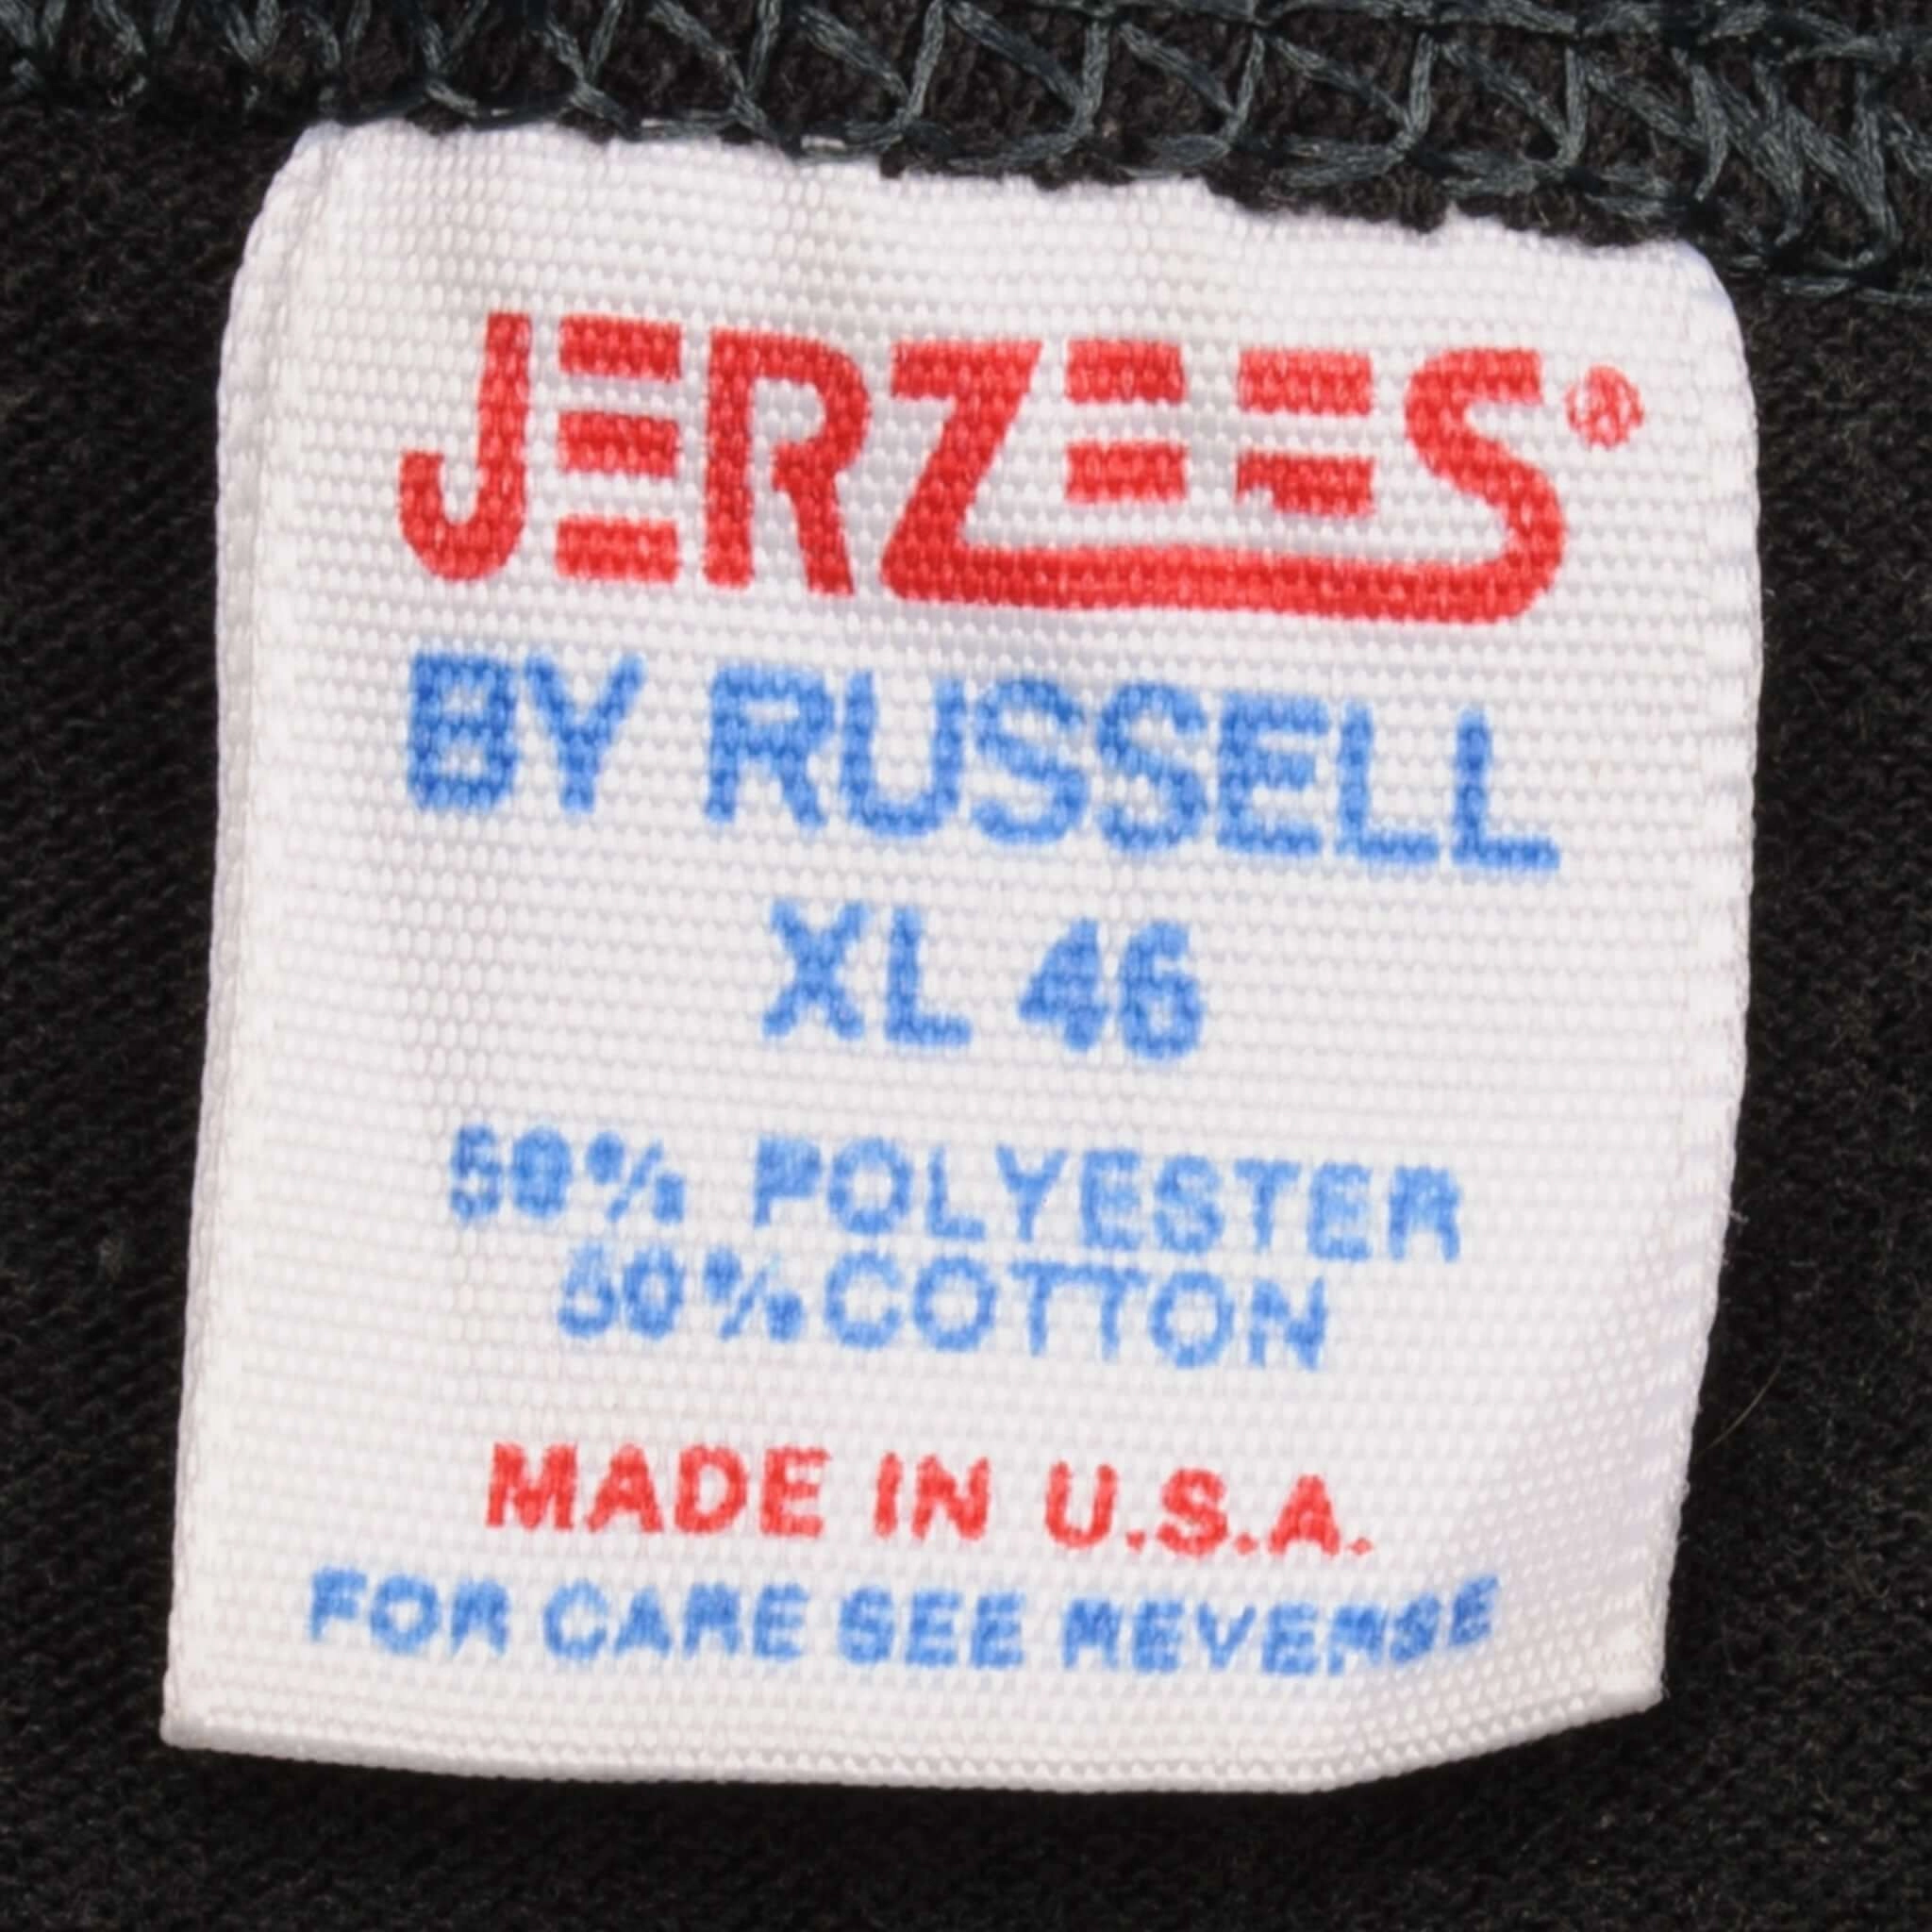 JERZEES®
BY RUSSELL
XL 46
50% POLYESTER
50% COTTON
MADE IN U.S.A.
FOR CARE SEE REVERSE